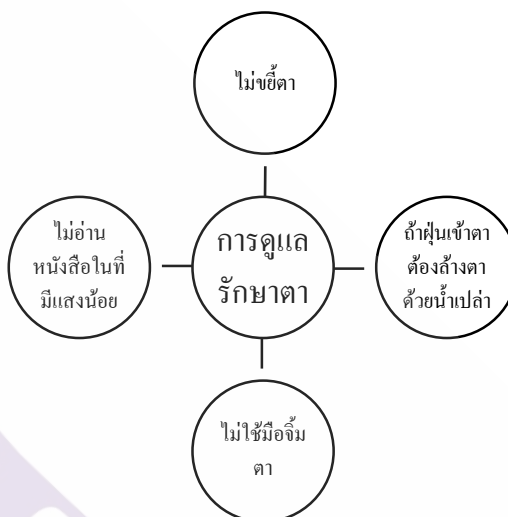 ไม่ขยี้ตา
ไม่อ่าน
หนังสือในที่
มีแสงน้อย
การดูแล
รักษาตา
ถ้าฝุ่นเข้าตา
ต้องล้างตา
ด้วยน้ำเปล่า
ไม่ใช้มือจิ้ม
ตา